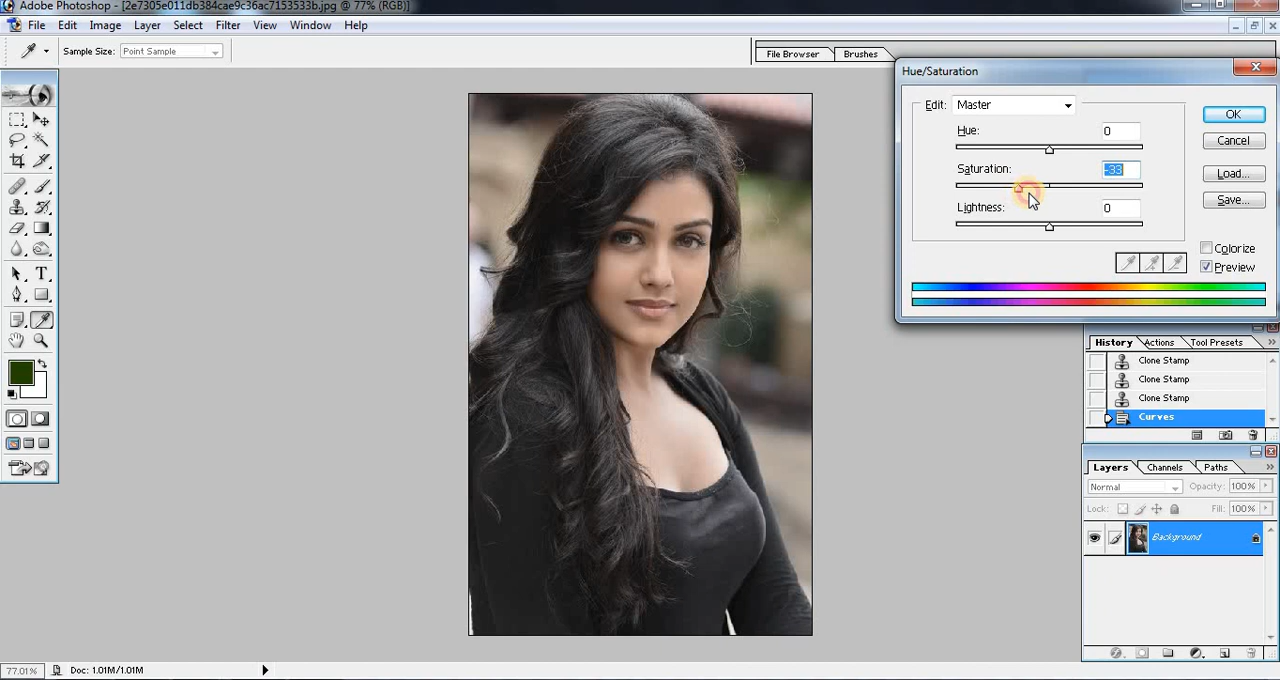 Adobe Photoshop - [2e7305e011db384cae9c36ac7153533b.jpg @ 77% (RGB)]
File Edit Image Layer Select Filter View Window Help
Sample Size: Point Sample
File Browser Brushes
Hue/Saturation
Edit: Master
Hue: 0
Saturation: -33
Lightness: 0
OK
Cancel
Load...
Save...
Colorize
Preview
History Actions Tool Presets
Clone Stamp
Clone Stamp
Clone Stamp
Curves
Layers Channels Paths
Normal Opacity: 100%
Lock: Fill: 100%
Background
77.01% Doc: 1.01M/1.01M